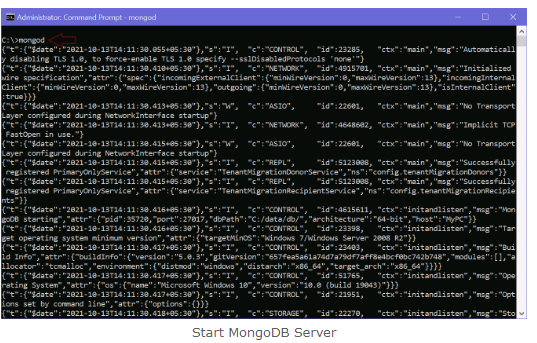 Administrator: Command Prompt - mongod
C:\>mongod
{"t":{"$date":"2021-10-13T14:11:30.055+05:30"},"s":"I", "c":"CONTROL", "id":23285, "ctx":"main","msg":"Automaticall
y disabling TLS 1.0, to force-enable TLS 1.0 specify --sslDisabledProtocols 'none'"}
{"t":{"$date":"2021-10-13T14:11:30.410+05:30"},"s":"I", "c":"NETWORK", "id":4915701, "ctx":"main","msg":"Initialized
wire specification","attr":{"spec":{"incomingExternalClient":{"minWireVersion":0,"maxWireVersion":13},"incomingInternal
Client":{"minWireVersion":0,"maxWireVersion":13},"outgoing":{"minWireVersion":0,"maxWireVersion":13},"isInternalClient"
:true}}}
{"t":{"$date":"2021-10-13T14:11:30.413+05:30"},"s":"W", "c":"ASIO", "id":22601, "ctx":"main","msg":"No Transport
Layer configured during NetworkInterface startup"}
{"t":{"$date":"2021-10-13T14:11:30.413+05:30"},"s":"I", "c":"NETWORK", "id":4648602, "ctx":"main","msg":"Implicit TCP
FastOpen in use."}
{"t":{"$date":"2021-10-13T14:11:30.415+05:30"},"s":"W", "c":"ASIO", "id":22601, "ctx":"main","msg":"No Transport
Layer configured during NetworkInterface startup"}
{"t":{"$date":"2021-10-13T14:11:30.415+05:30"},"s":"I", "c":"REPL", "id":5123008, "ctx":"main","msg":"Successfully
registered PrimaryOnlyService","attr":{"service":"TenantMigrationDonorService","ns":"config.tenantMigrationDonors"}}
{"t":{"$date":"2021-10-13T14:11:30.415+05:30"},"s":"I", "c":"REPL", "id":5123008, "ctx":"main","msg":"Successfully
registered PrimaryOnlyService","attr":{"service":"TenantMigrationRecipientService","ns":"config.tenantMigrationRecipie
nts"}}
{"t":{"$date":"2021-10-13T14:11:30.416+05:30"},"s":"I", "c":"CONTROL", "id":4615611, "ctx":"initandlisten","msg":"Mon
goDB starting","attr":{"pid":35720,"port":27017,"dbPath":"C:/data/db/","architecture":"64-bit","host":"MyPC"}}
{"t":{"$date":"2021-10-13T14:11:30.416+05:30"},"s":"I", "c":"CONTROL", "id":23398, "ctx":"initandlisten","msg":"Tar
get operating system minimum version","attr":{"targetMinOS":"Windows 7/Windows Server 2008 R2"}}
{"t":{"$date":"2021-10-13T14:11:30.417+05:30"},"s":"I", "c":"CONTROL", "id":23403, "ctx":"initandlisten","msg":"Bui
ld Info","attr":{"buildInfo":{"version":"5.0.3","gitVersion":"657fea5a61a74d7a79df7aff8e4bcf0bc742b748","modules":[],"a
llocator":"tcmalloc","environment":{"distmod":"windows","distarch":"x86_64","target_arch":"x86_64"}}}}
{"t":{"$date":"2021-10-13T14:11:30.417+05:30"},"s":"I", "c":"CONTROL", "id":51765, "ctx":"initandlisten","msg":"Ope
rating System","attr":{"os":{"name":"Microsoft Windows 10","version":"10.0 (build 19043)"}}}
{"t":{"$date":"2021-10-13T14:11:30.417+05:30"},"s":"I", "c":"CONTROL", "id":21951, "ctx":"initandlisten","msg":"Opt
ions set by command line","attr":{"options":{}}}
{"t":{"$date":"2021-10-13T14:11:30.418+05:30"},"s":"I", "c":"STORAGE", "id":22270, "ctx":"initandlisten","msg":"Sto
Start MongoDB Server